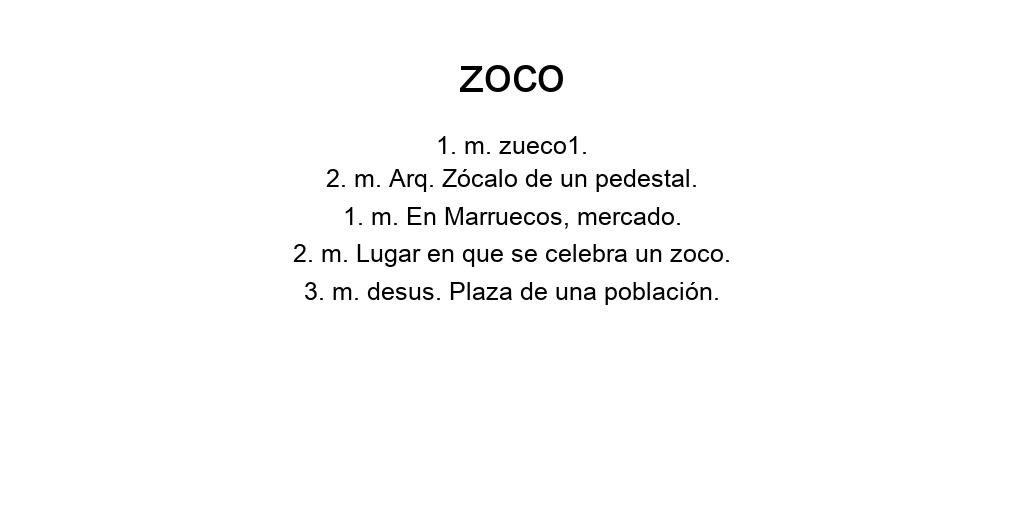 zoco
1. m. zueco1.
2. m. Arq. Zócalo de un pedestal.
1. m. En Marruecos, mercado.
2. m. Lugar en que se celebra un zoco.
3. m. desus. Plaza de una población.